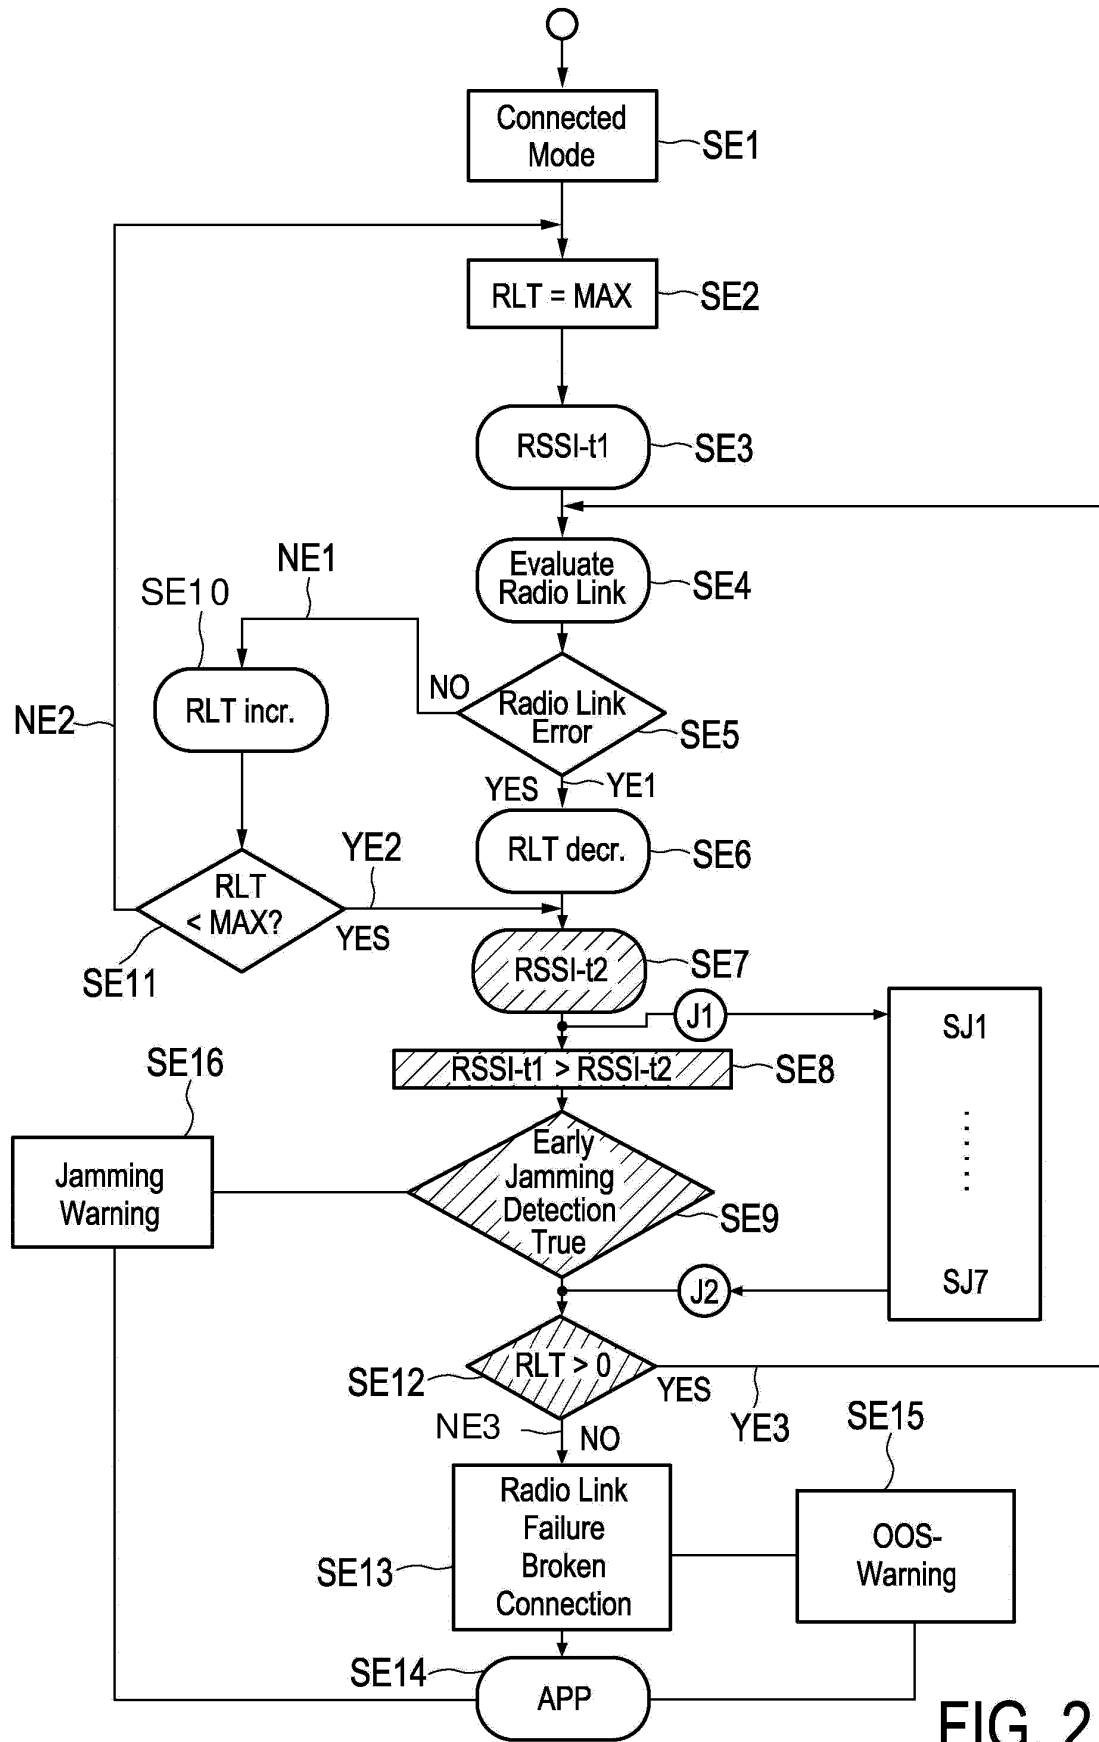 Connected
Mode
SE1
RLT = MAX
SE2
RSSI-t1
SE3
Evaluate
Radio Link
SE4
NE1
SE10
NO
Radio Link
Error
SE5
RLT incr.
NE2
YES
YE1
RLT decr.
SE6
YE2
RLT
< MAX?
YES
SE11
RSSI-t2
SE7
J1
SJ1
......
SJ7
RSSI-t1 > RSSI-t2
SE8
SE16
Jamming
Warning
Early
Jamming
Detection
True
SE9
J2
RLT > 0
SE12
YES
YE3
NE3
NO
SE15
Radio Link
Failure
Broken
Connection
SE13
OOS-
Warning
SE14
APP
FIG. 2